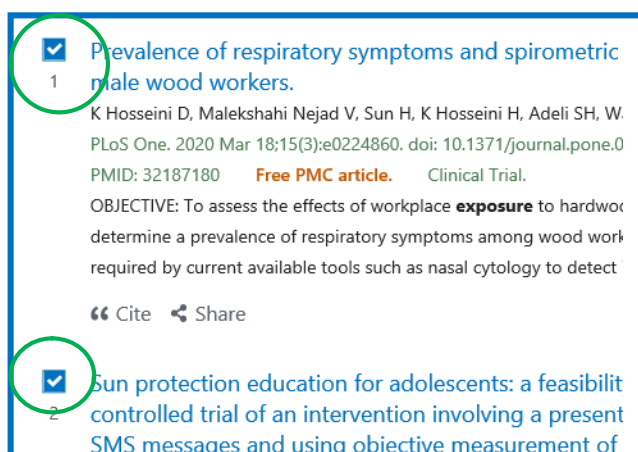 Prevalence of respiratory symptoms and spirometric
1
male wood workers.
K Hosseini D, Malekshahi Nejad V, Sun H, K Hosseini H, Adeli SH,
PLoS One. 2020 Mar 18;15(3):e0224860. doi: 10.1371/journal.pone.0
PMID: 32187180 Free PMC article. Clinical Trial.
OBJECTIVE: To assess the effects of workplace exposure to
determine a prevalence of respiratory symptoms among wood
required by current available tools such as nasal cytology to detect
Cite Share
Sun protection education for adolescents: a
2
controlled trial of an intervention involving a
SMS messages and using objective measurement of